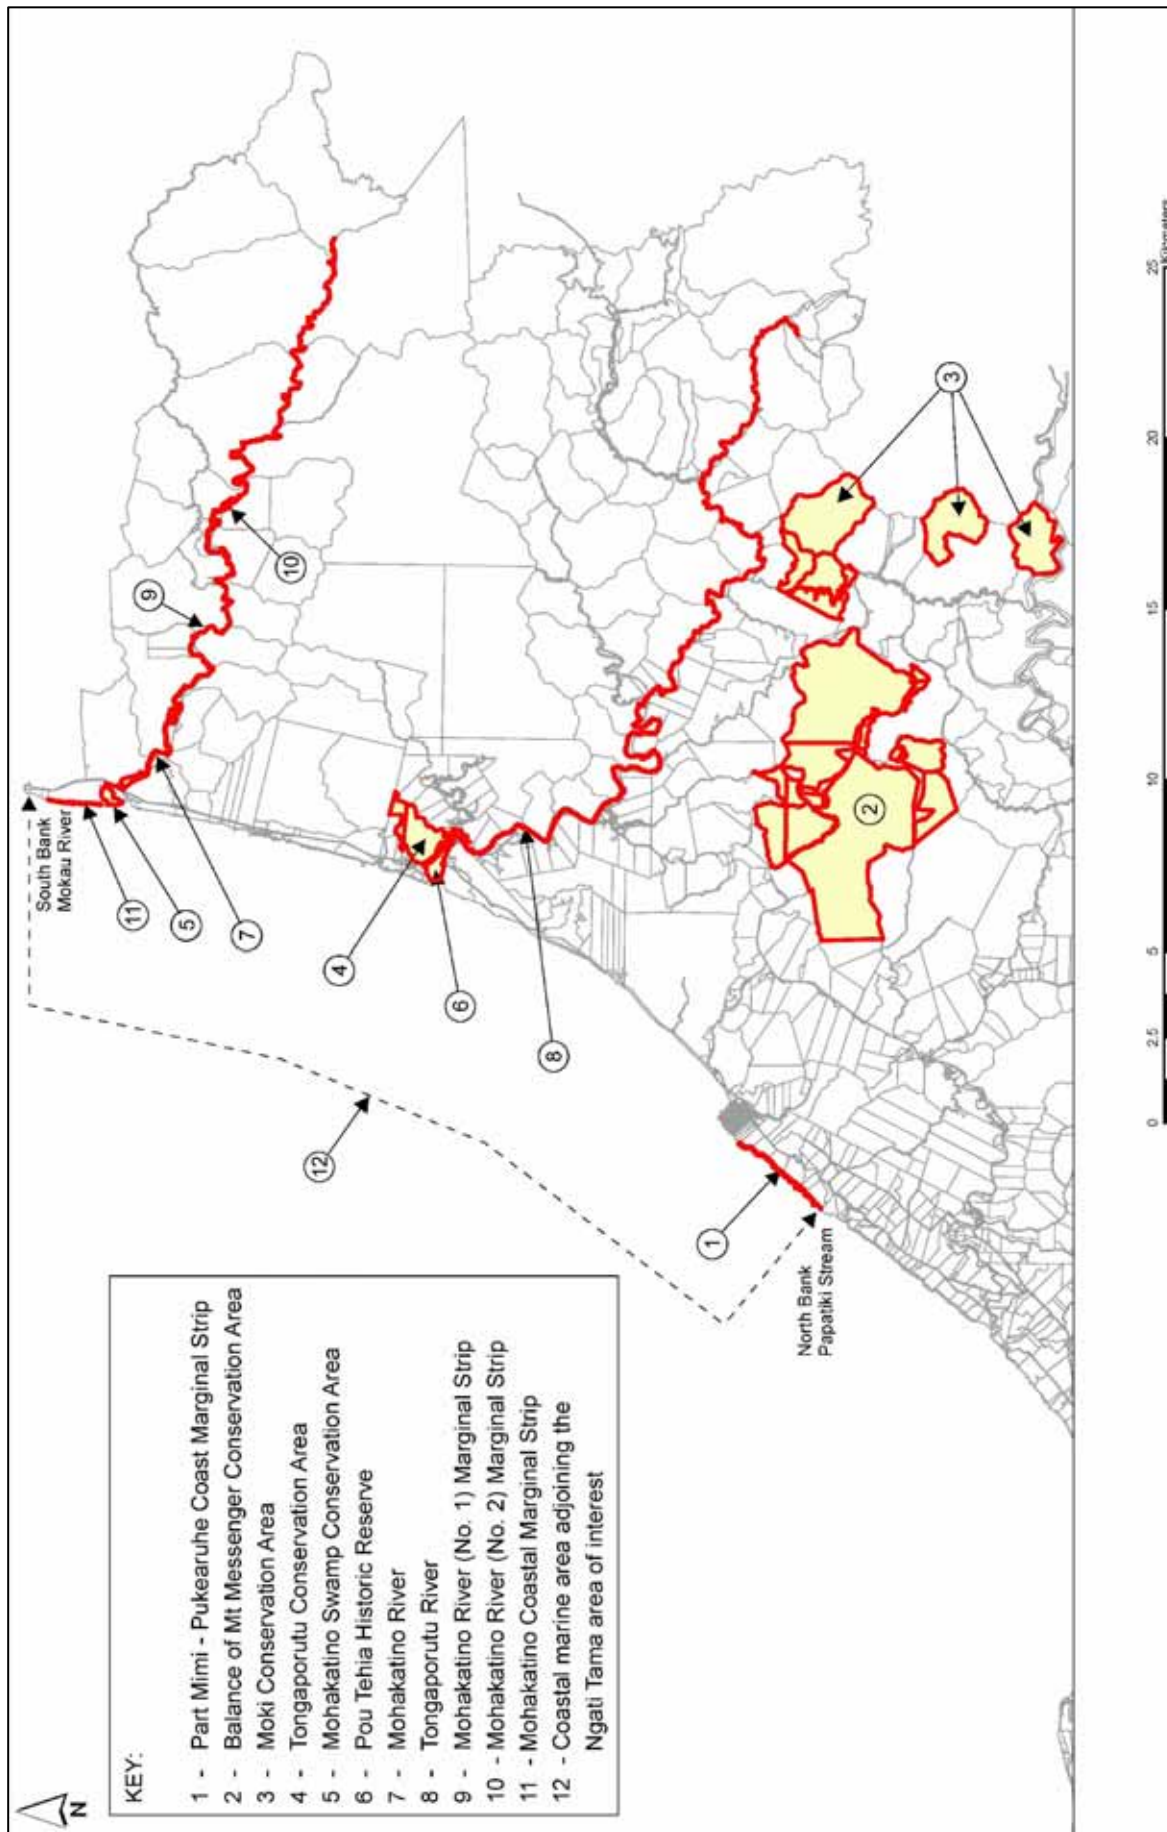 N
KEY:
1 - Part Mimi - Pukearuhe Coast Marginal Strip
2 - Balance of Mt Messenger Conservation Area
3 - Moki Conservation Area
4 - Tongaporutu Conservation Area
5 - Mohakatino Swamp Conservation Area
6 - Pou Tehia Historic Reserve
7 - Mohakatino River
8 - Tongaporutu River
9 - Mohakatino River (No. 1) Marginal Strip
10 - Mohakatino River (No. 2) Marginal Strip
11 - Mohakatino Coastal Marginal Strip
12 - Coastal marine area adjoining the
Ngati Tama area of interest
South Bank
Mokau River
11
5
7
9
10
12
4
6
8
3
2
1
North Bank
Papatiki Stream
0 2.5 5 10 15 20 25
Kilometers